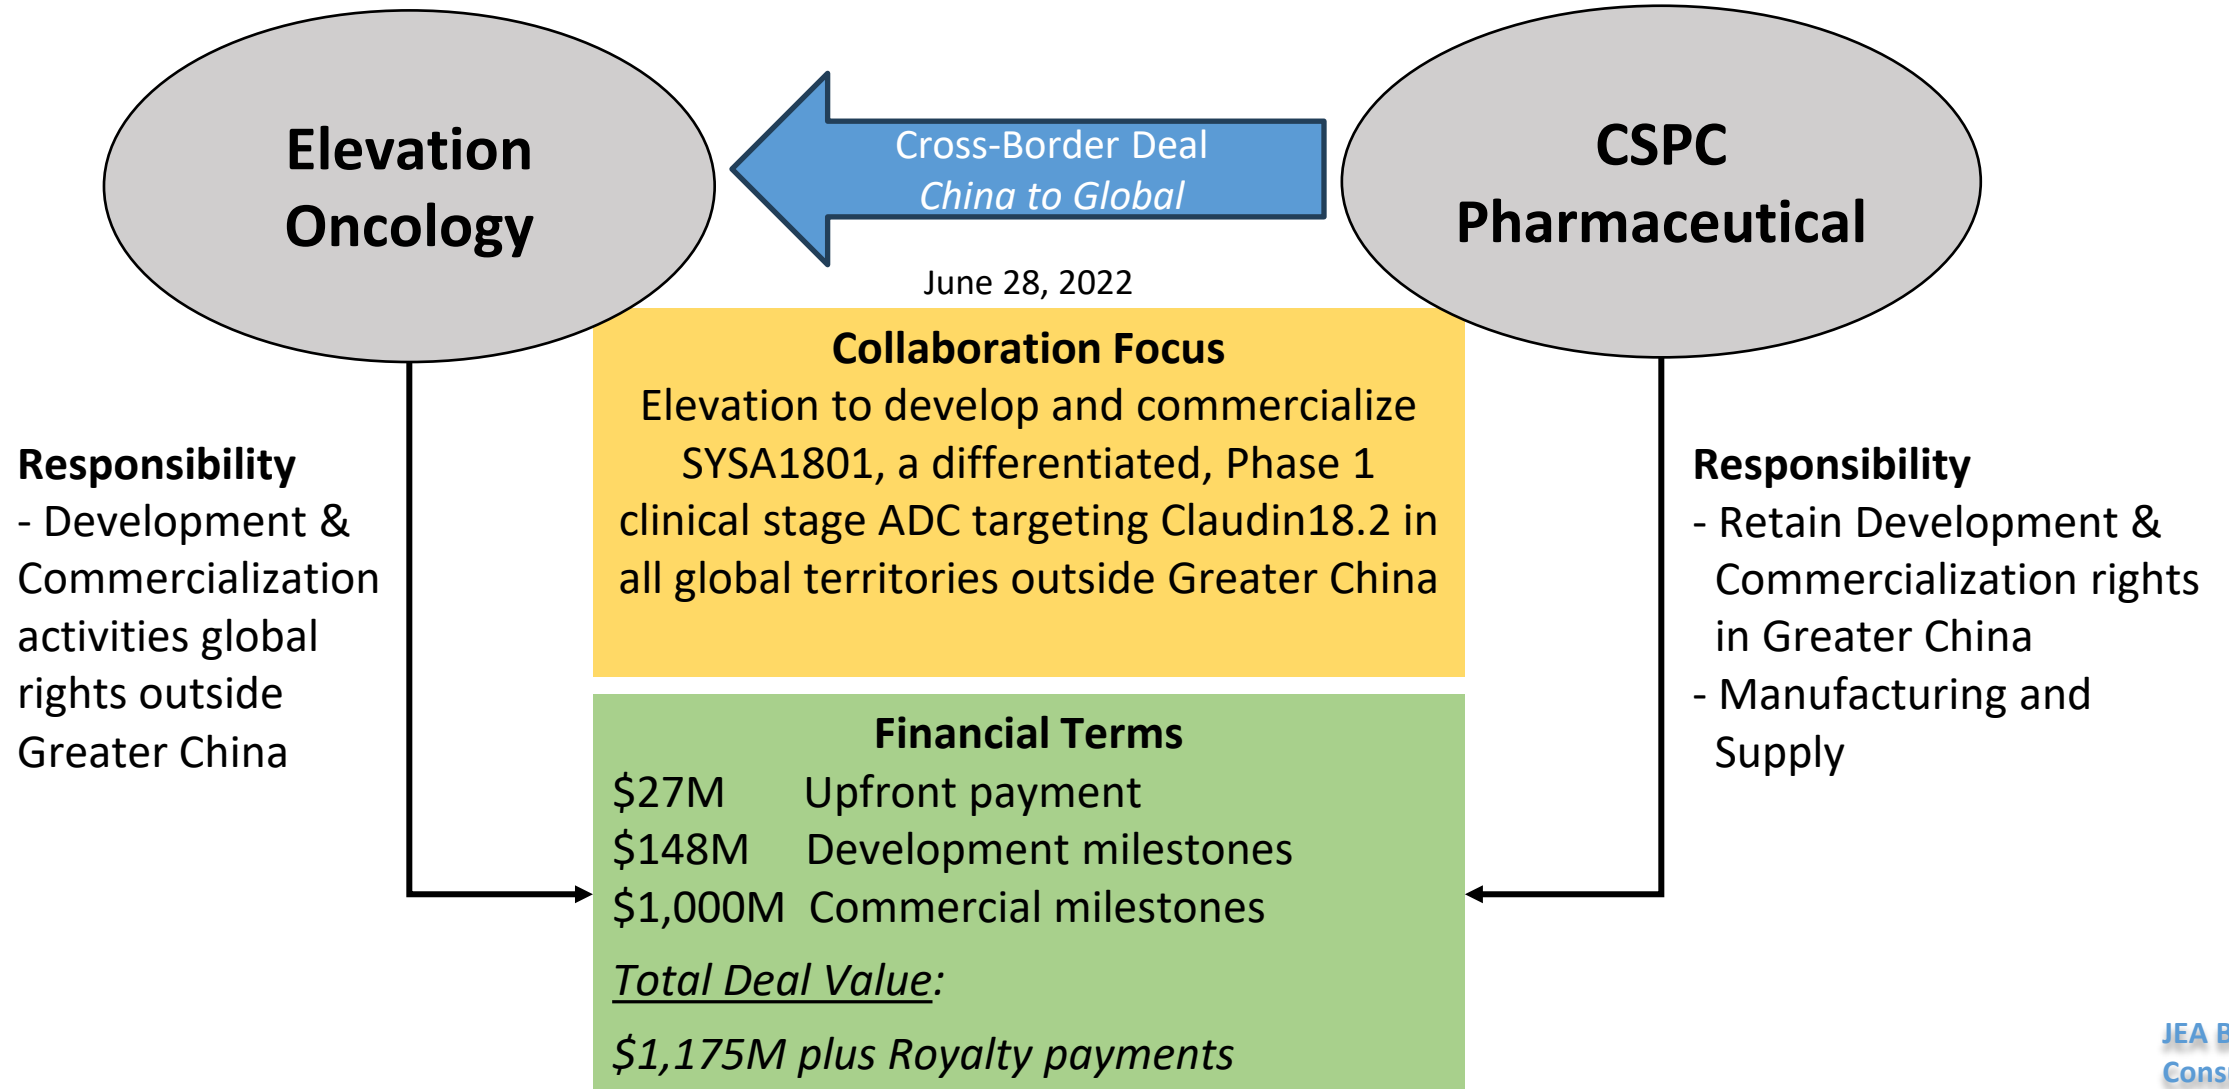 Elevation
Oncology
Cross-Border Deal
China to Global
CSPC
Pharmaceutical
June 28, 2022
Collaboration Focus
Elevation to develop and commercialize
SYSA1801, a differentiated, Phase 1
clinical stage ADC targeting Claudin18.2 in
all global territories outside Greater China
Responsibility
- Development &
Commercialization
activities global
rights outside
Greater China
Responsibility
- Retain Development &
Commercialization rights
in Greater China
- Manufacturing and
Supply
Financial Terms
$27M Upfront payment
$148M Development milestones
$1,000M Commercial milestones
Total Deal Value:
$1,175M plus Royalty payments
JEA